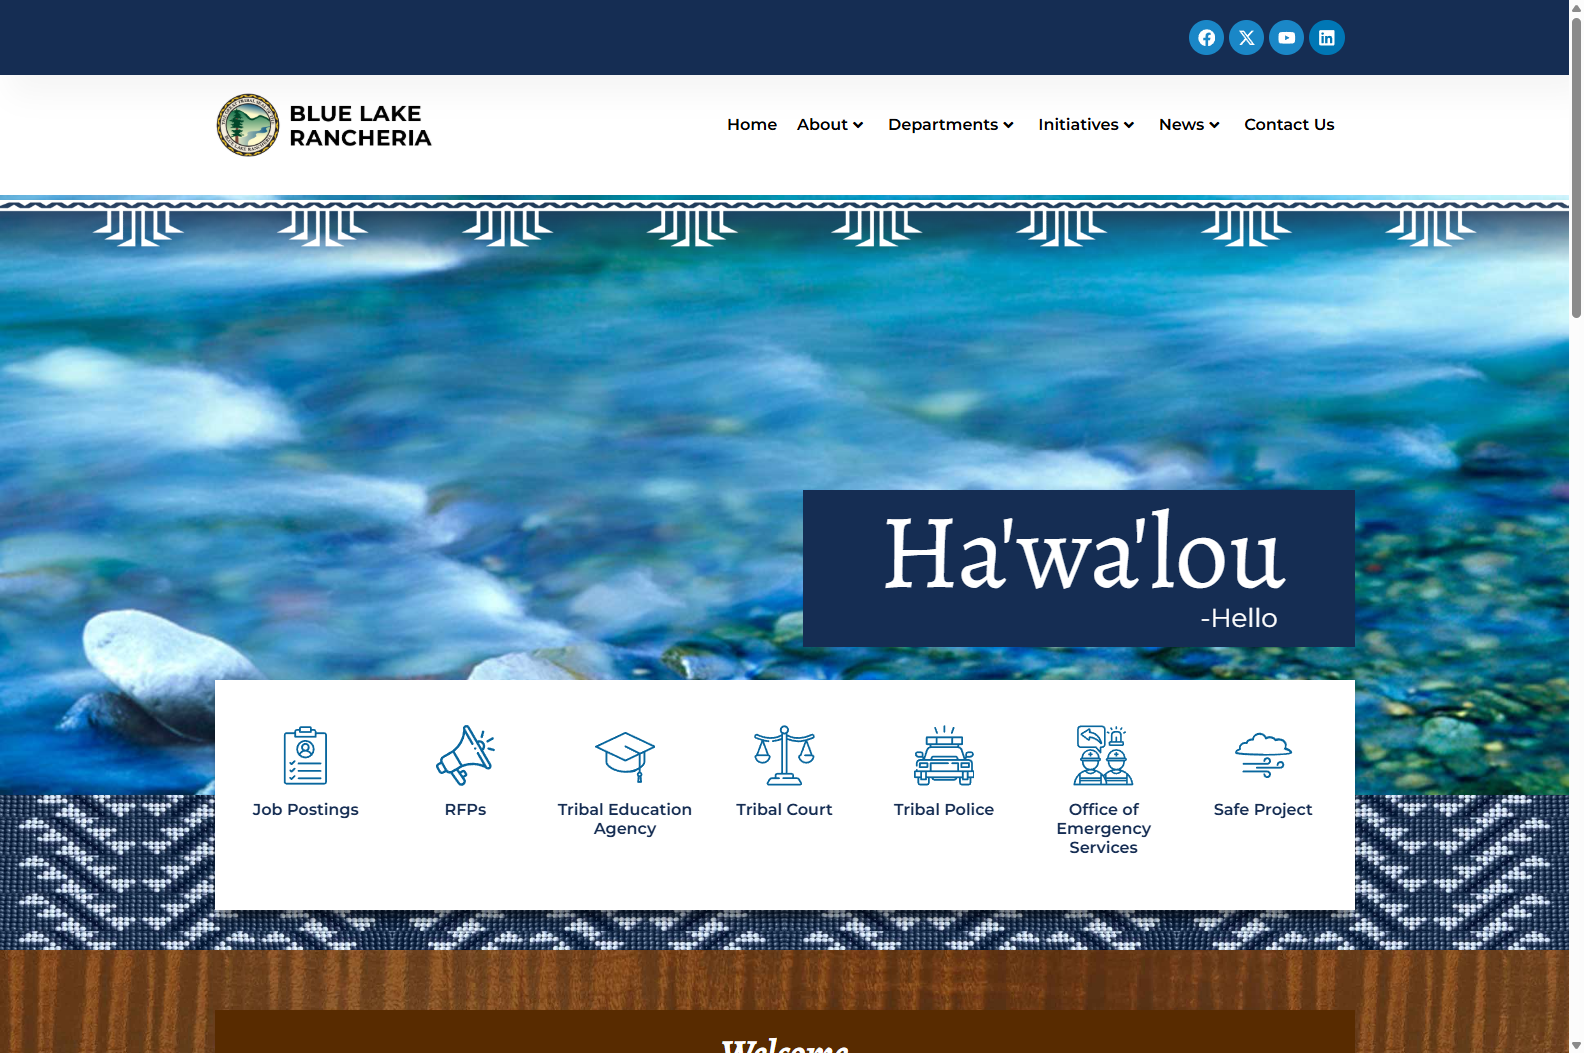 BLUE LAKE
RANCHERIA
Home About Departments Initiatives News Contact Us
Ha'wa'lou
-Hello
Job Postings
RFPs
Tribal Education
Agency
Tribal Court
Tribal Police
Office of
Emergency
Services
Safe Project
Welcome